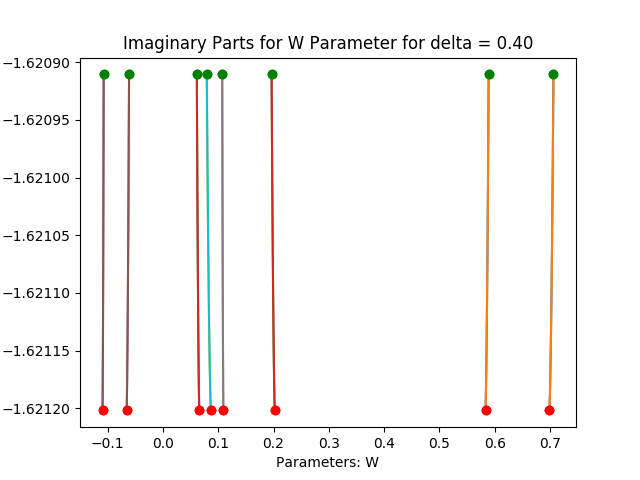 Imaginary Parts for W Parameter for delta = 0.40
−1.62090
−1.62095
−1.62100
−1.62105
−1.62110
−1.62115
−1.62120
−0.1 0.0 0.1 0.2 0.3 0.4 0.5 0.6 0.7
Parameters: W